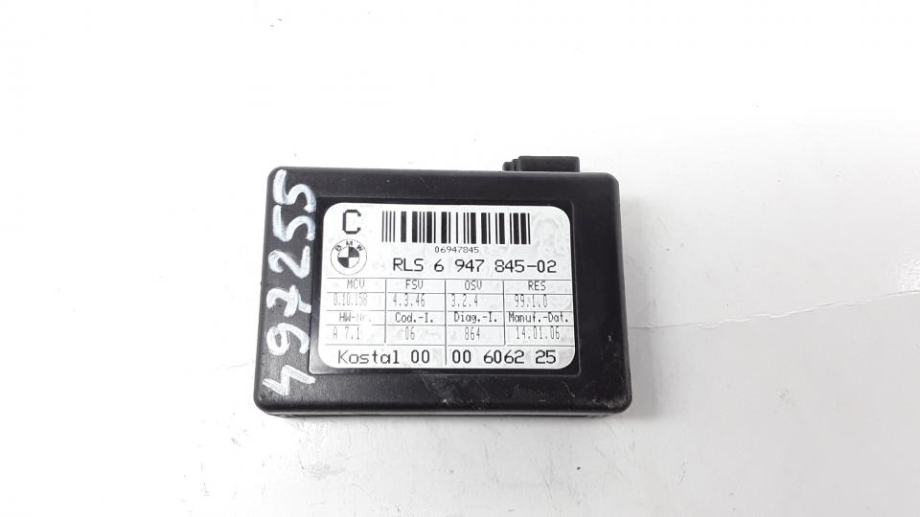 497255
C
06947845
BMW
RLS 6 947 845-02
MCV FSV OSV RES
0.10.158 4.3.46 3.2.4 99.1.0
HW-Nr. Cod.-I. Diag.-I. Manuf.-Dat.
A 7.1 06 864 14.01.06
Kostal 00 00 6062 25